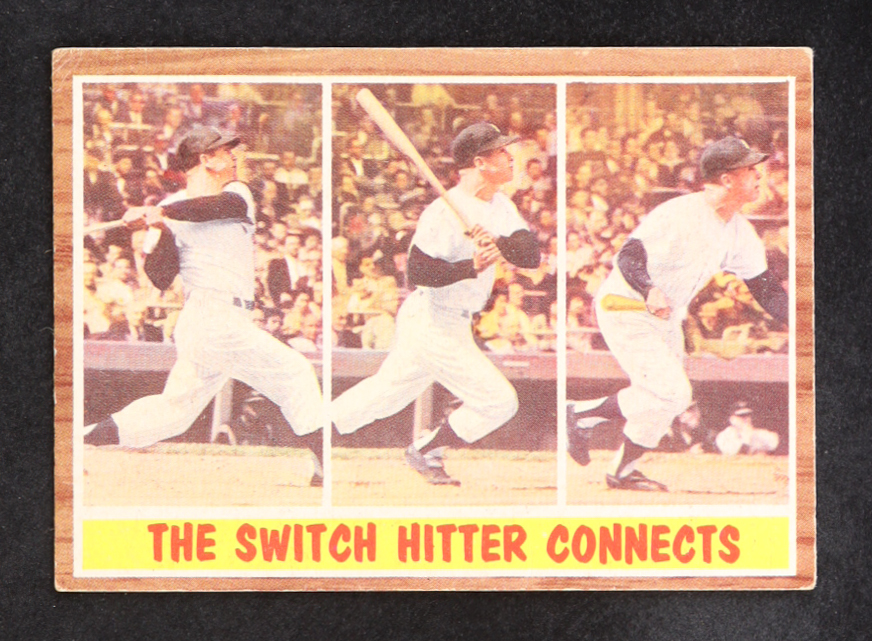 THE SWITCH HITTER CONNECTS